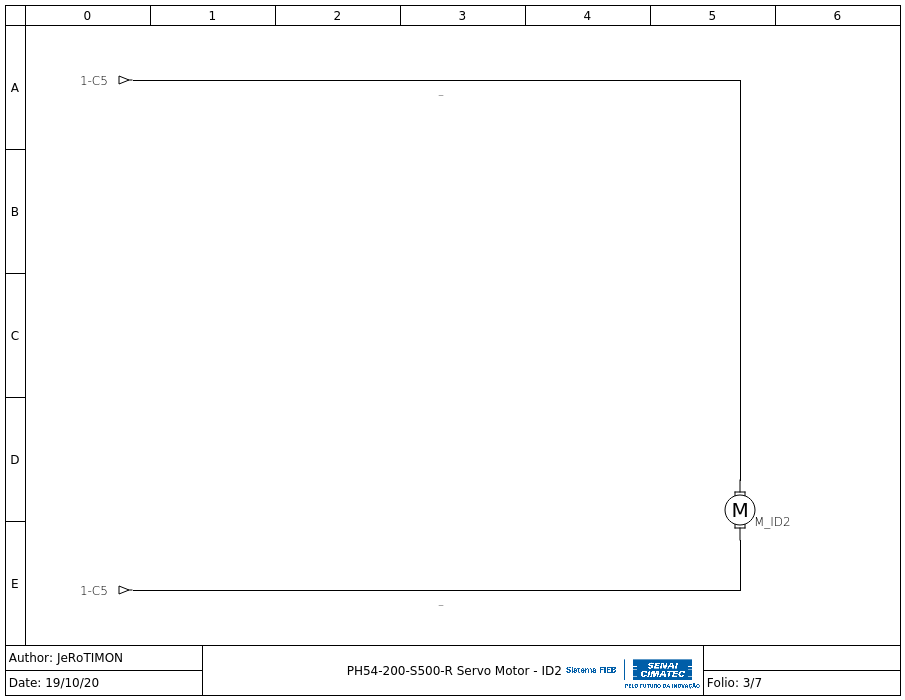 0 1 2 3 4 5 6
A
1-C5
_
B
C
D
M
M_ID2
E
1-C5
_
Author: JeRoTIMON
Date: 19/10/20
PH54-200-S500-R Servo Motor - ID2
Sistema FIEB
SENAI
CIMATEC
PELO FUTURO DA INOVAÇÃO
Folio: 3/7